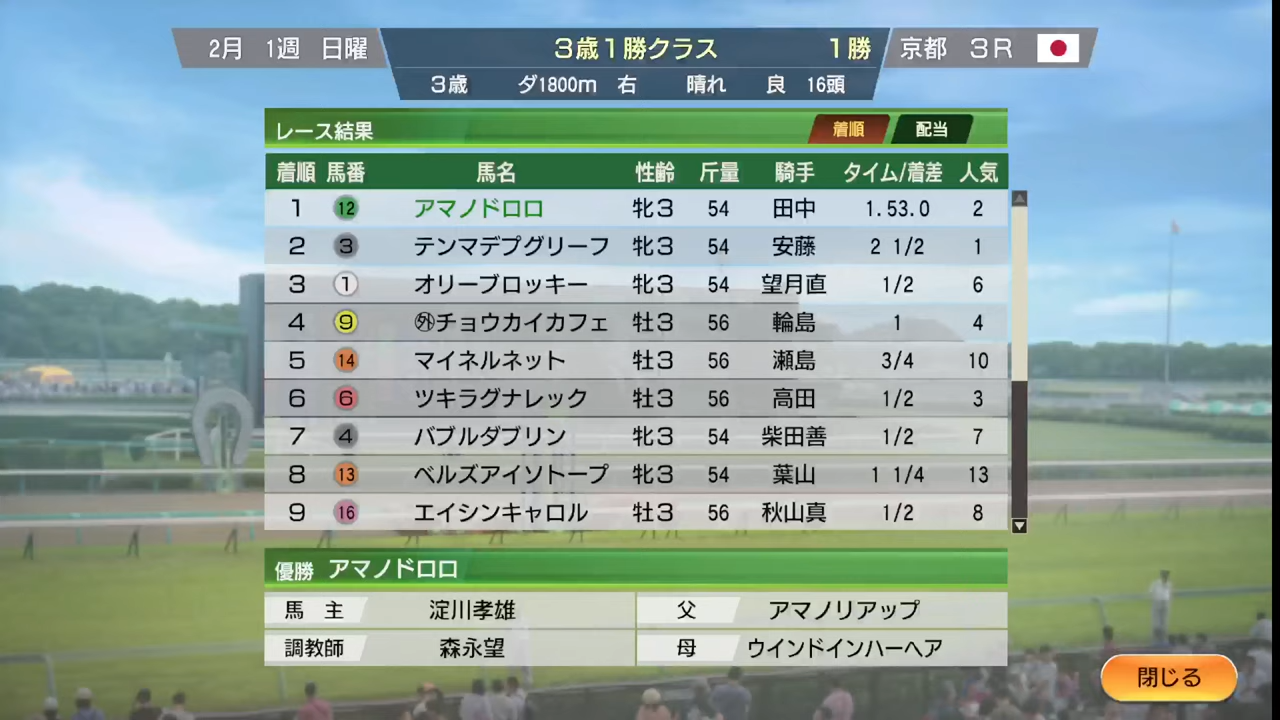 2月 1週 日曜 3歳1勝クラス 1勝 京都 3R
3歳 ダ1800m 右 晴れ 良 16頭
レース結果 着順 配当
着順 馬番 馬名 性齢 斤量 騎手 タイム/着差 人気
1 12 アマノドロロ 牝3 54 田中 1.53.0 2
2 3 テンマデプグリーフ 牝3 54 安藤 2 1/2 1
3 1 オリーブロッキー 牝3 54 望月直 1/2 6
4 9 ㊕チョウカイカフェ 牡3 56 輪島 1 4
5 14 マイネルネット 牡3 56 瀬島 3/4 10
6 6 ツキラグナレック 牡3 56 高田 1/2 3
7 4 バブルダブリン 牝3 54 柴田善 1/2 7
8 13 ベルズアイソトープ 牝3 54 葉山 1 1/4 13
9 16 エイシンキャロル 牡3 56 秋山真 1/2 8
優勝 アマノドロロ
馬主 淀川孝雄 父 アマノリアップ
調教師 森永望 母 ウインドインハーヘア
閉じる